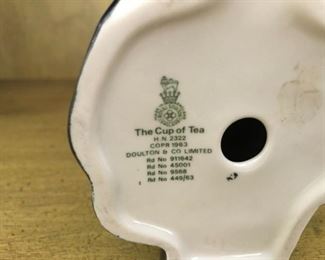 The Cup of Tea
H.N. 2322
COPR 1963
DOULTON & CO LIMITED
Rd No 911642
Rd No 45001
Rd No 9568
Rd No 449/63